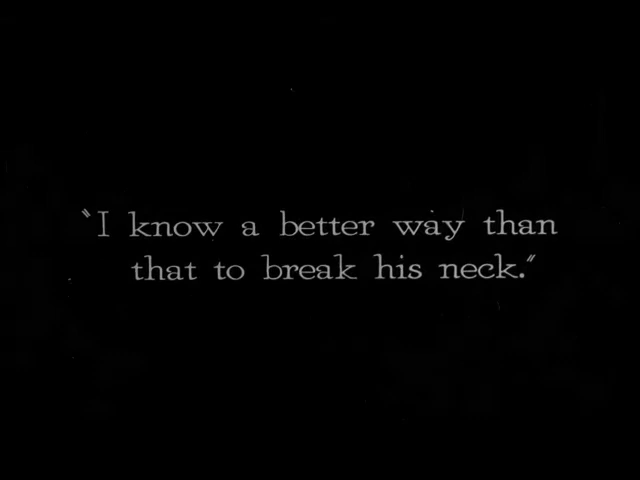 "I know a better way than
that to break his neck."